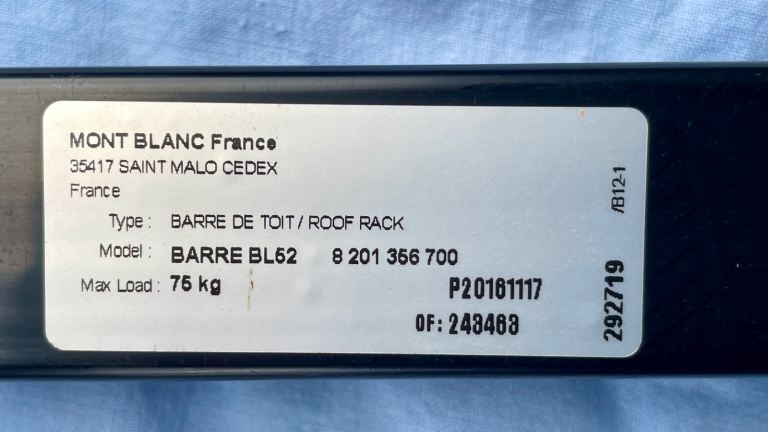 MONT BLANC France
35417 SAINT MALO CEDEX
France
Type : BARRE DE TOIT / ROOF RACK
Model : BARRE BL52 8 201 356 700
Max Load : 75 kg
P20161117
OF: 243463
292719 /B12-1